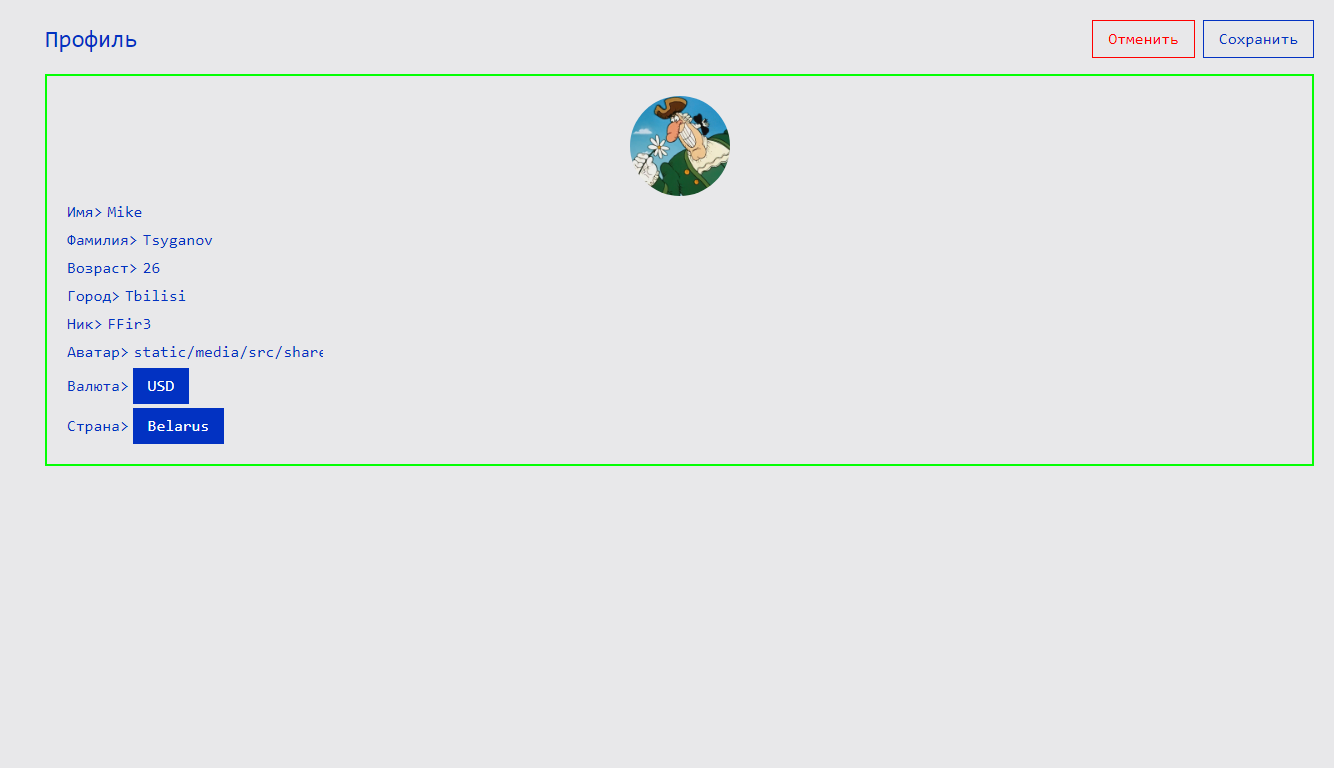 Профиль
Отменить
Сохранить
Имя> Mike
Фамилия> Tsyganov
Возраст> 26
Город> Tbilisi
Ник> FFir3
Аватар> static/media/src/share
Валюта> USD
Страна> Belarus